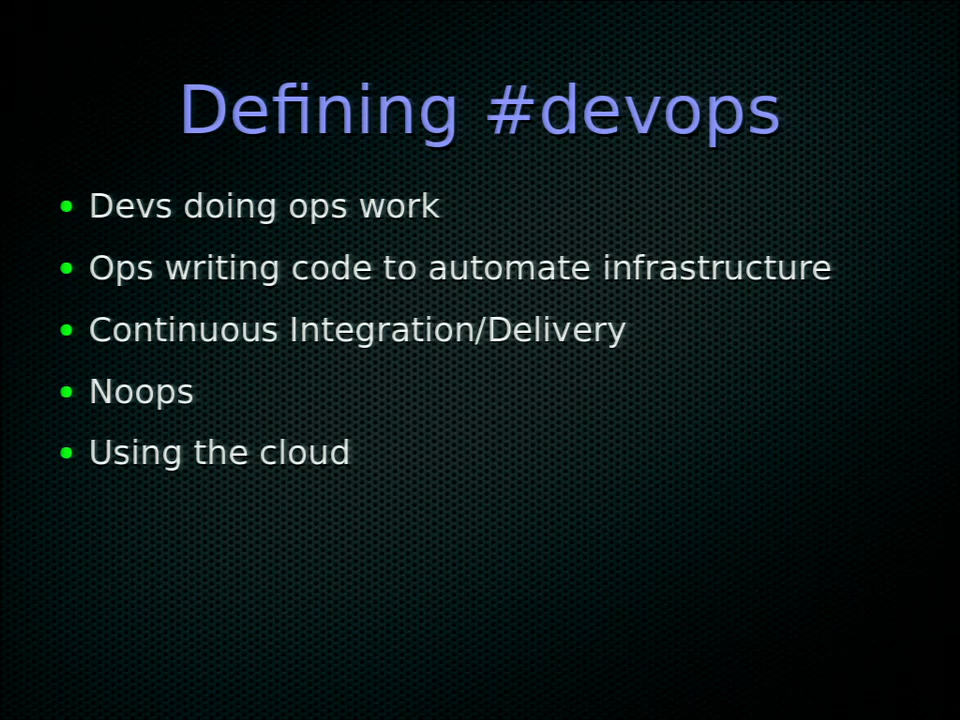 Defining #devops
Devs doing ops work
Ops writing code to automate infrastructure
Continuous Integration/Delivery
Noops
Using the cloud